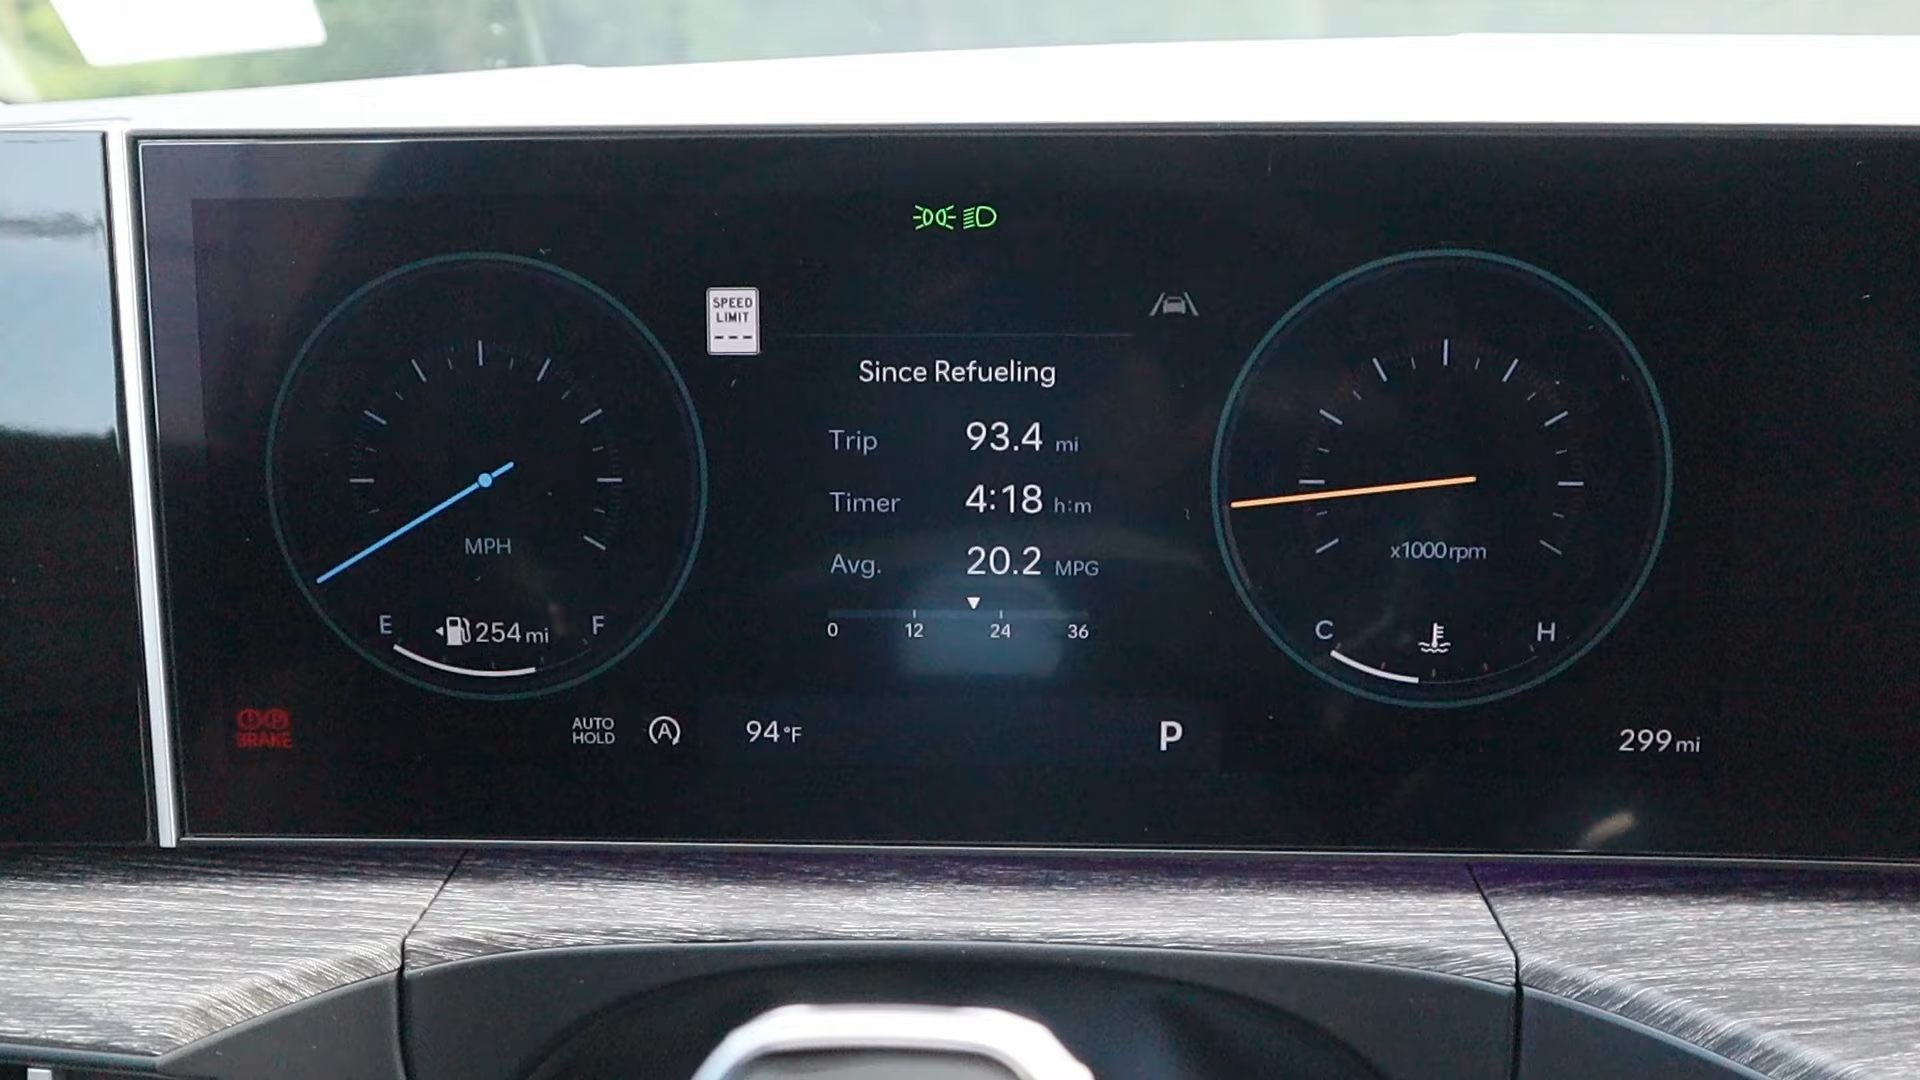 SPEED
LIMIT
---
Since Refueling
Trip 93.4 mi
Timer 4:18 h:m
Avg. 20.2 MPG
0 12 24 36
MPH
E 254 mi F
x1000rpm
C H
BRAKE
AUTO
HOLD
A
94°F
P
299 mi